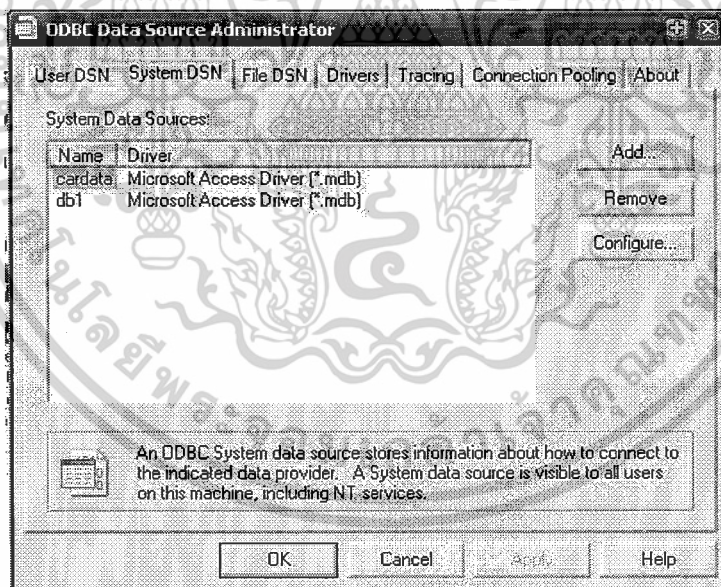 ODBC Data Source Administrator
User DSN System DSN File DSN Drivers Tracing Connection Pooling About
System Data Sources:
Name Driver
cardata Microsoft Access Driver (*.mdb)
db1 Microsoft Access Driver (*.mdb)
Add...
Remove
Configure...
An ODBC System data source stores information about how to connect to
the indicated data provider. A System data source is visible to all users
on this machine, including NT services.
OK Cancel Apply Help